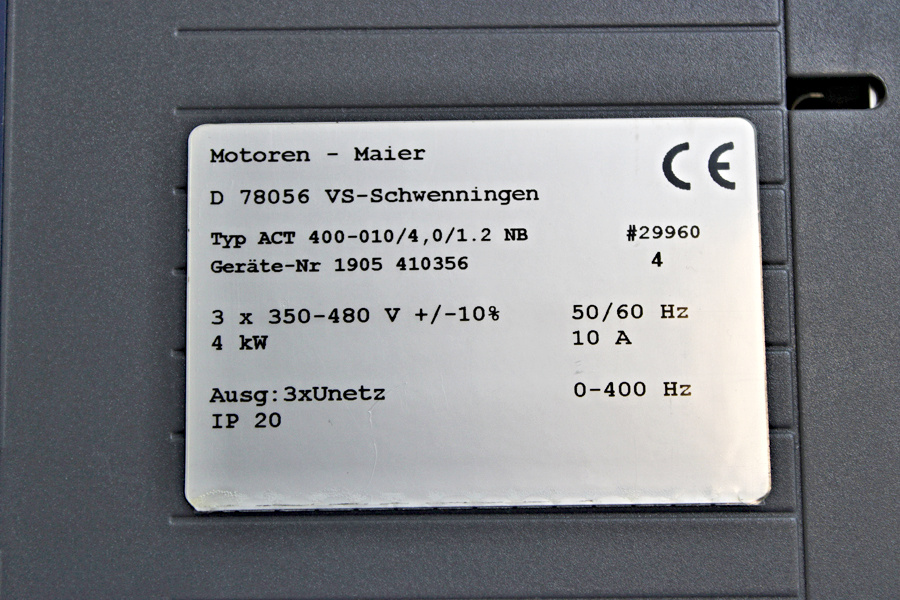 Motoren - Maier
CE
D 78056 VS-Schwenningen
Typ ACT 400-010/4,0/1.2 NB #29960
Geräte-Nr 1905 410356 4
3 x 350-480 V +/-10% 50/60 Hz
4 kW 10 A
Ausg:3xUnetz 0-400 Hz
IP 20